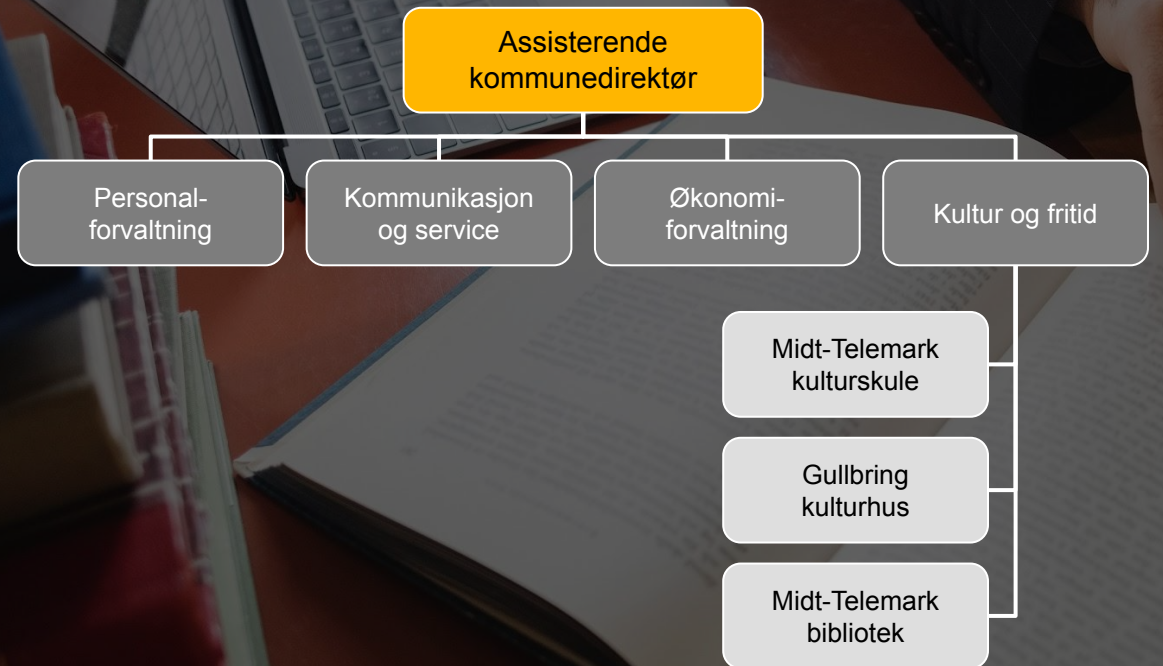 Assisterende
kommunedirektør
Personal-
forvaltning
Kommunikasjon
og service
Økonomi-
forvaltning
Kultur og fritid
Midt-Telemark
kulturskule
Gullbring
kulturhus
Midt-Telemark
bibliotek